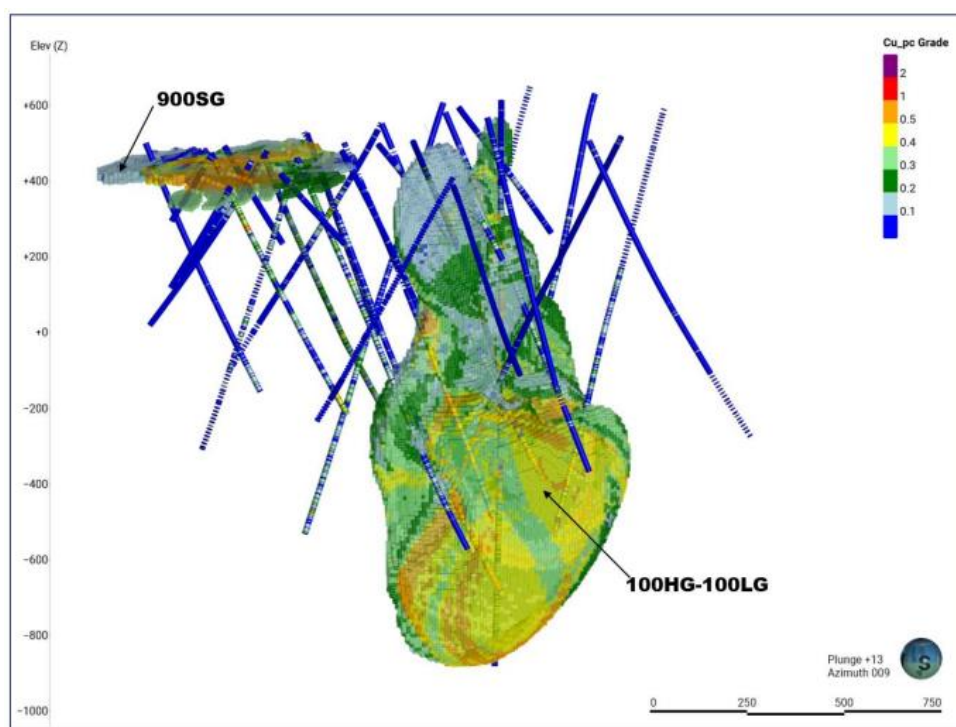 Elev (Z)
Cu_pc Grade
2
1
0.5
0.4
0.3
0.2
0.1
900SG
+600
+400
+200
+0
−200
−400
−600
−800
−1000
100HG-100LG
Plunge +13
Azimuth 009
S
0 250 500 750